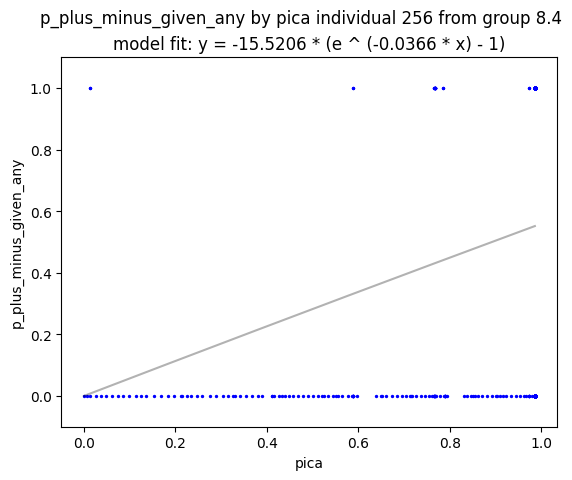 p_plus_minus_given_any by pica individual 256 from group 8.4
model fit: y = -15.5206 * (e ^ (-0.0366 * x) - 1)
1.0
0.8
0.6
0.4
0.2
0.0
p_plus_minus_given_any
0.0 0.2 0.4 0.6 0.8 1.0
pica